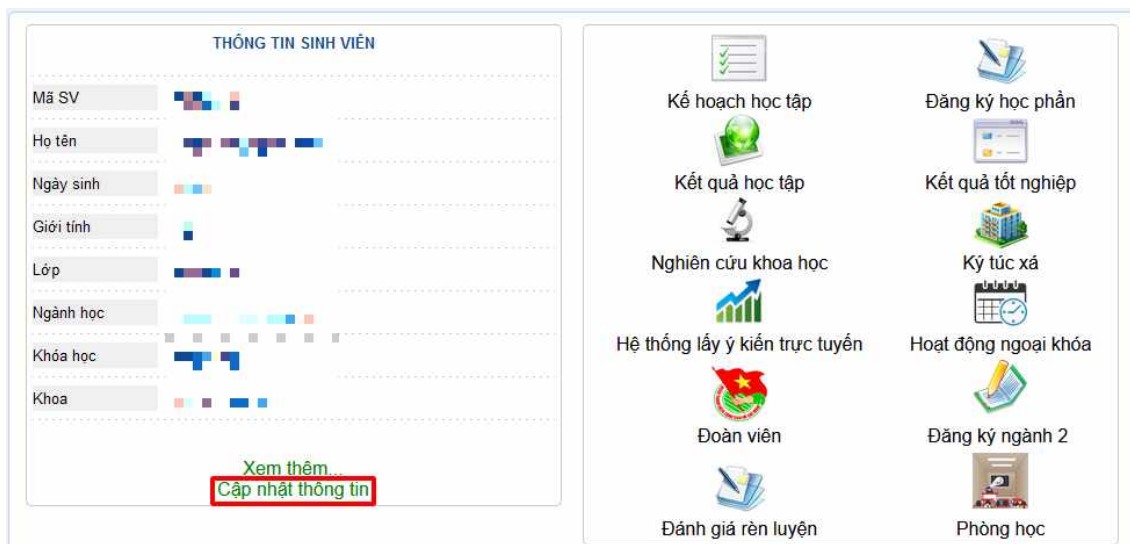 THÔNG TIN SINH VIÊN
Mã SV
Họ tên
Ngày sinh
Giới tính
Lớp
Ngành học
Khóa học
Khoa
Xem thêm...
Cập nhật thông tin
Kế hoạch học tập
Đăng ký học phần
Kết quả học tập
Kết quả tốt nghiệp
Nghiên cứu khoa học
Ký túc xá
Hệ thống lấy ý kiến trực tuyến
Hoạt động ngoại khóa
Đoàn viên
Đăng ký ngành 2
Đánh giá rèn luyện
Phòng học